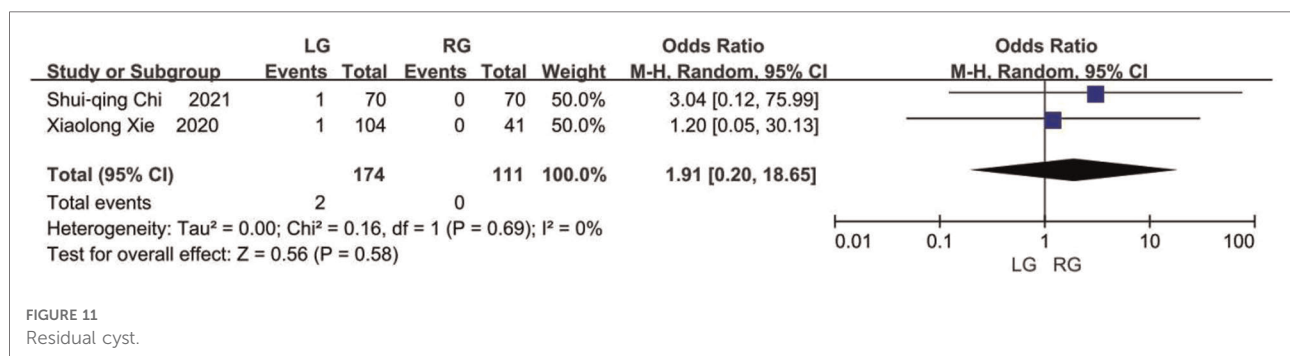 LG RG Odds Ratio Odds Ratio
Study or Subgroup Events Total Events Total Weight M-H, Random, 95% CI M-H, Random, 95% CI
Shui-qing Chi 2021 1 70 0 70 50.0% 3.04 [0.12, 75.99]
Xiaolong Xie 2020 1 104 0 41 50.0% 1.20 [0.05, 30.13]
Total (95% CI) 174 111 100.0% 1.91 [0.20, 18.65]
Total events 2 0
Heterogeneity: Tau² = 0.00; Chi² = 0.16, df = 1 (P = 0.69); I² = 0%
Test for overall effect: Z = 0.56 (P = 0.58)
0.01 0.1 1 10 100
LG RG
FIGURE 11
Residual cyst.